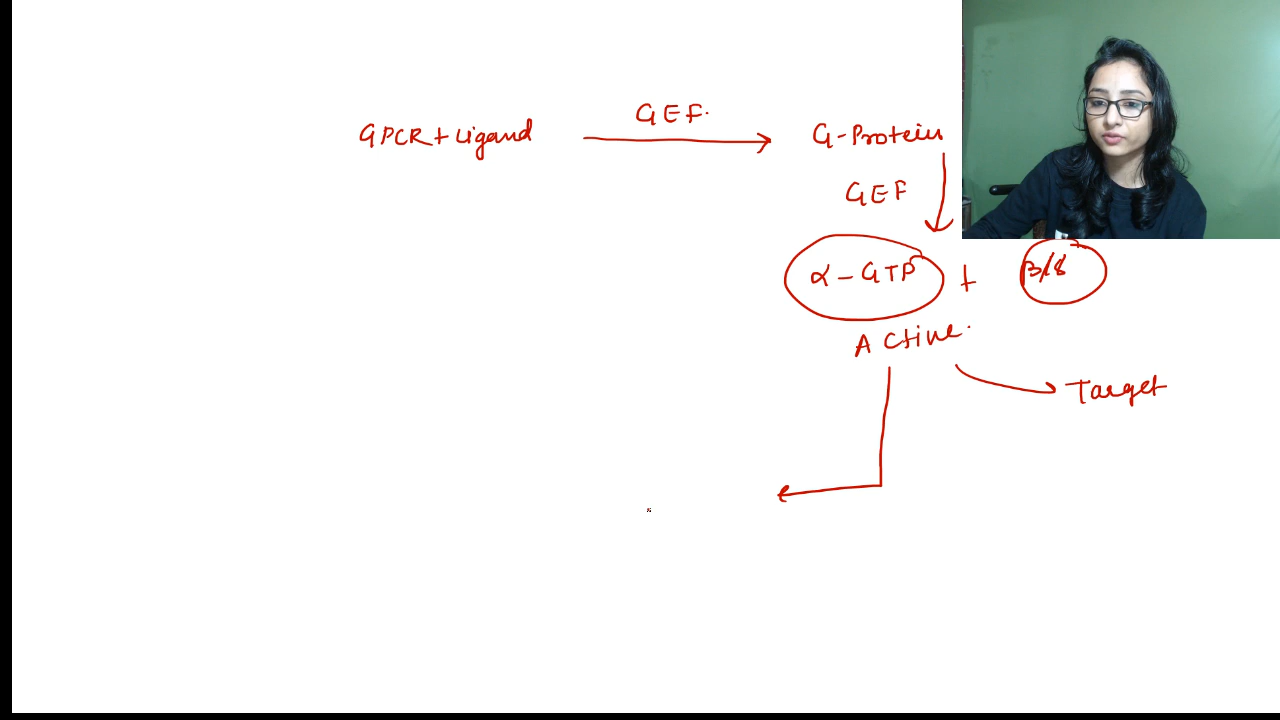 GPCR + Ligand GEF. G-Protein
GEF
α - GTP + β/γ
Active.
Target